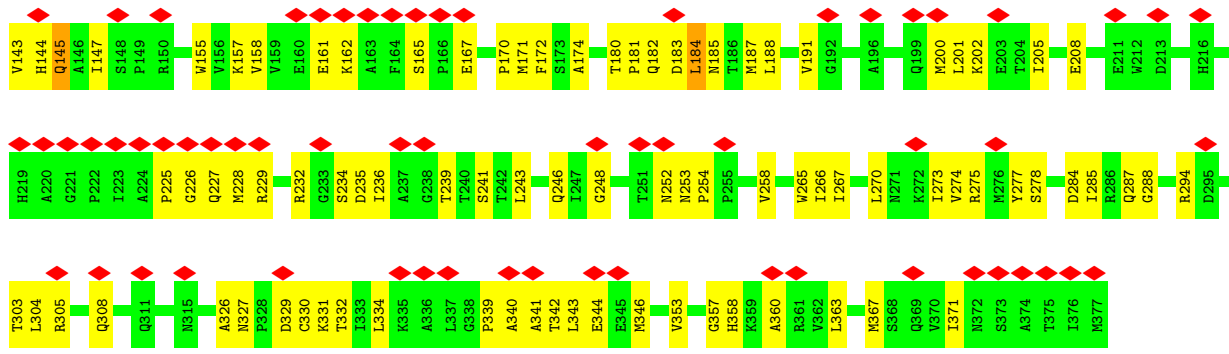 V143 H144 Q145 A146 I147 S148 P149 R150 W155 V156 K157 V158 V159 E160 E161 K162 A163 F164 S165 P166 E167 P170 M171 F172 S173 A174 T180 P181 Q182 D183 L184 N185 T186 M187 L188 V191 G192 A196 Q199 M200 L201 K202 E203 T204 I205 E208 E211 W212 D213 H216
H219 A220 G221 P222 I223 A224 P225 G226 Q227 M228 R229 R232 G233 S234 D235 I236 A237 G238 T239 T240 S241 T242 L243 Q246 I247 G248 T251 N252 N253 P254 P255 V258 W265 I266 I267 L270 N271 K272 I273 V274 R275 M276 Y277 S278 D284 I285 R286 Q287 G288 R294 D295
T303 L304 R305 Q308 Q311 N315 A326 N327 P328 D329 C330 K331 T332 I333 L334 K335 A336 L337 G338 P339 A340 A341 T342 L343 E344 E345 M346 V353 G357 H358 K359 A360 R361 V362 L363 M367 S368 Q369 V370 I371 N372 S373 A374 T375 I376 M377